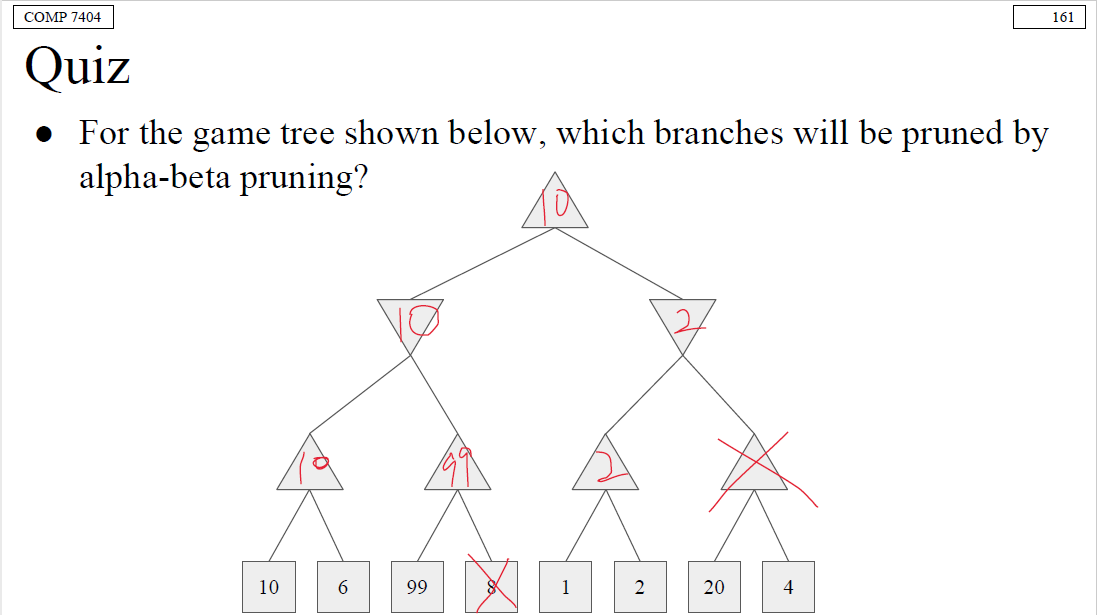 COMP 7404
161
Quiz
● For the game tree shown below, which branches will be pruned by
alpha-beta pruning?
10
10 2
10 99 2
10 6 99 8 1 2 20 4